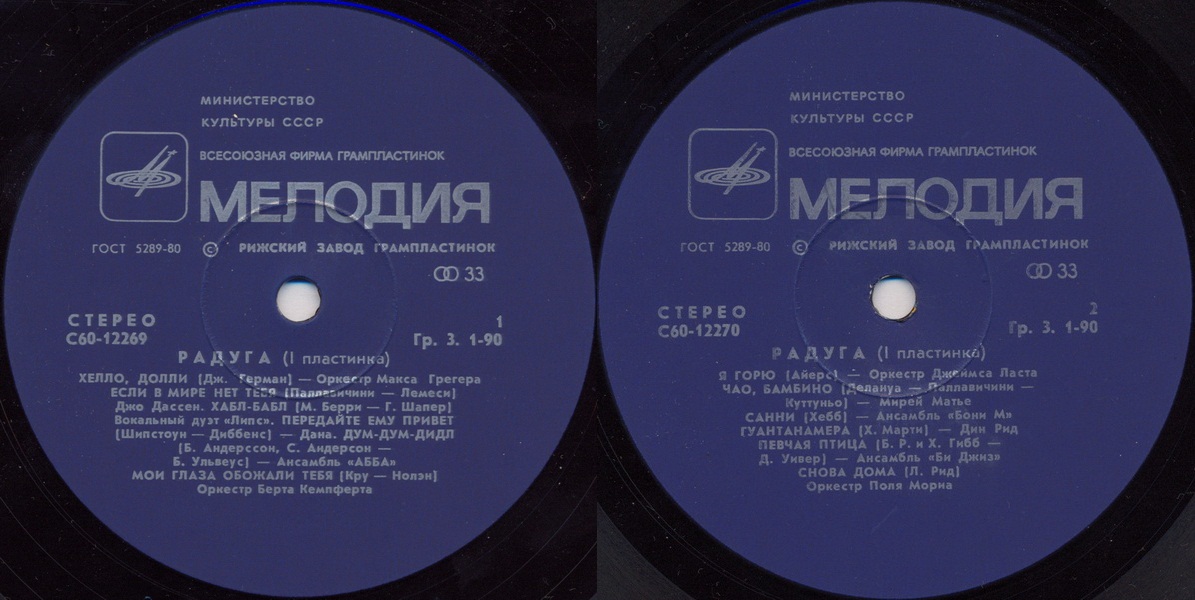 МИНИСТЕРСТВО
КУЛЬТУРЫ СССР
ВСЕСОЮЗНАЯ ФИРМА ГРАМПЛАСТИНОК
МЕЛОДИЯ
ГОСТ 5289-80 © РИЖСКИЙ ЗАВОД ГРАМПЛАСТИНОК
33
СТЕРЕО 1
С60-12269 Гр. 3. 1-90
РАДУГА (I пластинка)
ХЕЛЛО, ДОЛЛИ (Дж. Герман) — Оркестр Макса Грегера
ЕСЛИ В МИРЕ НЕТ ТЕБЯ (Паллавичини — Лемеси)
Джо Дассен. ХАБЛ-БАБЛ (М. Берри — Г. Шапер)
Вокальный дуэт «Липс». ПЕРЕДАЙТЕ ЕМУ ПРИВЕТ
(Шипстоун — Диббенс) — Дана. ДУМ-ДУМ-ДИДЛ
(Б. Андерссон, С. Андерсон —
Б. Ульвеус) — Ансамбль «АББА»
МОИ ГЛАЗА ОБОЖАЛИ ТЕБЯ (Кру — Нолэн)
Оркестр Берта Кемпферта
МИНИСТЕРСТВО
КУЛЬТУРЫ СССР
ВСЕСОЮЗНАЯ ФИРМА ГРАМПЛАСТИНОК
МЕЛОДИЯ
ГОСТ 5289-80 © РИЖСКИЙ ЗАВОД ГРАМПЛАСТИНОК
33
СТЕРЕО 2
С60-12270 Гр. 3. 1-90
РАДУГА (I пластинка)
Я ГОРЮ (Айерс) — Оркестр Джеймса Ласта
ЧАО, БАМБИНО (Делануа — Паллавичини —
Куттуньо) — Мирей Матье
САННИ (Хебб) — Ансамбль «Бони М»
ГУАНТАНАМЕРА (Х. Марти) — Дин Рид
ПЕВЧАЯ ПТИЦА (Б. Р. и Х. Гибб —
Д. Уивер) — Ансамбль «Би Джиз»
СНОВА ДОМА (Л. Рид)
Оркестр Поля Мориа